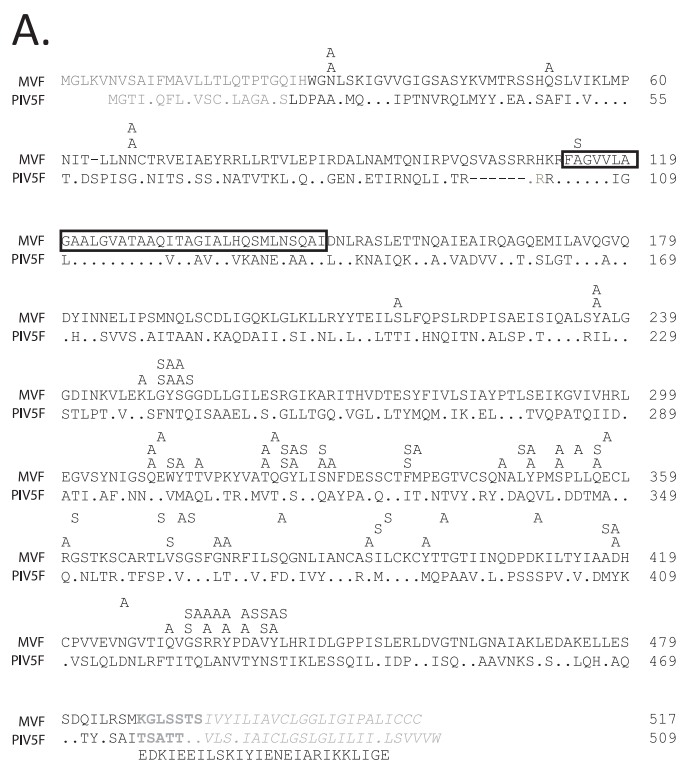 A.
A
A A
MVF MGLKVNVSAIFMAVLLTLQTPTGQIHWGNLSKIGVVGIGSASYKVMTRSSHQSLVIKLMP 60
PIV5F MGTI.QFL.VSC.LAGA.SLDPAA.MQ...IPTNVRQLMYY.EA.SAFI.V.... 55
A
A S
MVF NIT-LLNNCTRVEIAEYRRLLRTVLEPIRDALNAMTQNIRPVQSVASSRRHKRFAGVVLA 119
PIV5F T.DSPISG.NITS.SS.NATVTKL.Q..GEN.ETIRNQLI.TR------.RR......IG 109
MVF GAALGVATAAQITAGIALHQSMLNSQAIDNLRASLETTNQAIEAIRQAGQEMILAVQGVQ 179
PIV5F L..........V..AV..VKANE.AA..L..KNAIQK..A.VADVV..T.SLGT...A.. 169
A
A A
MVF DYINNELIPSMNQLSCDLIGQKLGLKLLRYYTEILSLFQPSLRDPISAEISIQALSYALG 239
PIV5F .H..SVVS.AITAAN.KAQDAII.SI.NL.L..LTTI.HNQITN.ALSP.T....RIL.. 229
SAA
A SAAS
MVF GDINKVLEKLGYSGGDLLGILESRGIKARITHVDTESYFIVLSIAYPTLSEIKGVIVHRL 299
PIV5F STLPT.V..SFNTQISAAELS.GLLTGQ.VGL.LTYMQM.IK.EL...TVQPATQIID. 289
A A A
A A SAS S SA SA A A A
A SA A A SA AA S A A S A
MVF EGVSYNIGSQEWYTTVPKYVATQGYLISNFDESSCTFMPEGTVCSQNALYPMSPLLQECL 359
PIV5F ATI.AF.NN..VMAQL.TR.MVT.S..QAYPA.Q..IT.NTVY.RY.DAQVL.DDTMA.. 349
S S AS A S A A
A S A SA
MVF RGSTKSCARTLVSGSFGNRFILSQGNLIANCASILCKCYTTGTIINQDPDKILTYIAADH 419
PIV5F Q.NLTR.TFSP.V...LT..V.FD.IVY...R.M....MQPAAV.L.PSSSPV.V.DMYK 409
A
SAAAA ASSAS
A S A A A SA
MVF CPVVEVNGVTIQVGSRRYPDAVYLHRIDLGPPISLERLDVGTNLGNAIAKLEDAKELLES 479
PIV5F .VSLQLDNLRFTITQLANVTYNSTIKLESSQIL.IDP..ISQ..AAVNKS.S..LQH.AQ 469
MVF SDQILRSMKGLSSTSIVYILIAVCLGGLIGIPALICCC 517
PIV5F ..TY.SAITSATT..VLS.IAICLGSLGLILII.LSVVVW 509
EDKIEEILSKIYIENEIARIKKLIGE